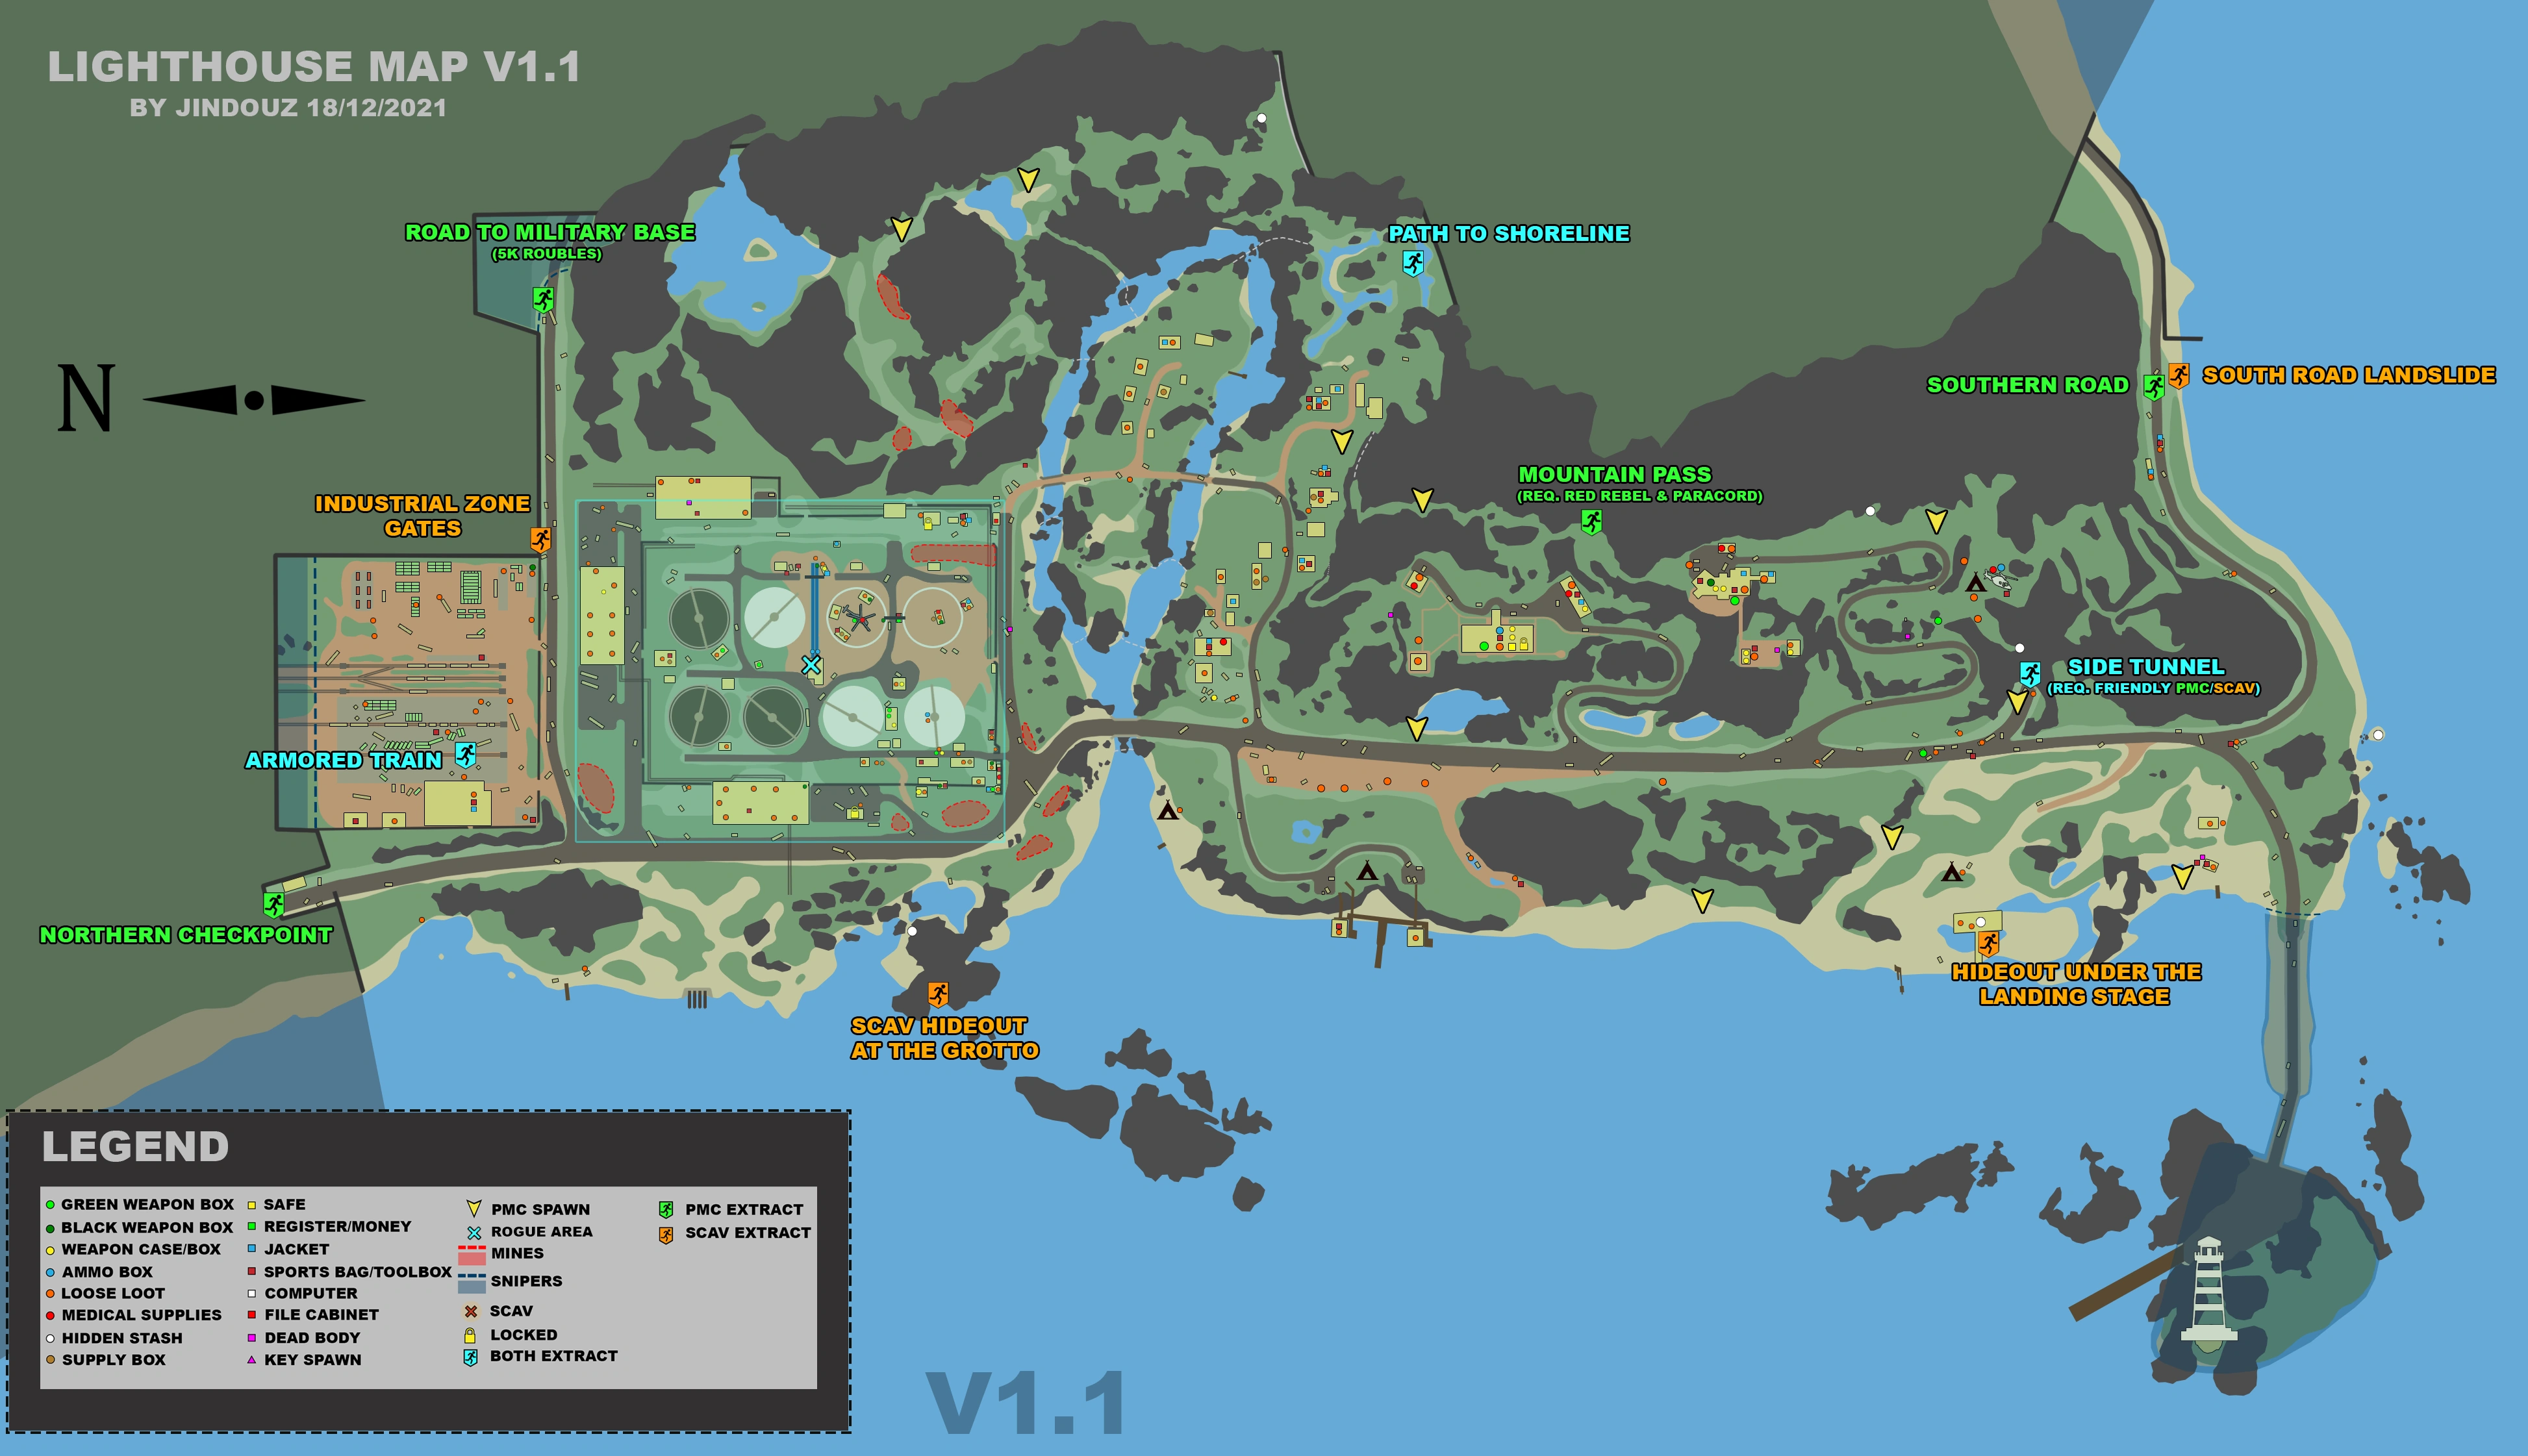 LIGHTHOUSE MAP V1.1
BY JINDOUZ 18/12/2021
ROAD TO MILITARY BASE
(5K ROUBLES)
PATH TO SHORELINE
SOUTHERN ROAD
SOUTH ROAD LANDSLIDE
N
INDUSTRIAL ZONE
GATES
MOUNTAIN PASS
(REQ. RED REBEL & PARACORD)
SIDE TUNNEL
(REQ. FRIENDLY PMC/SCAV)
ARMORED TRAIN
NORTHERN CHECKPOINT
HIDEOUT UNDER THE
LANDING STAGE
SCAV HIDEOUT
AT THE GROTTO
LEGEND
GREEN WEAPON BOX
BLACK WEAPON BOX
WEAPON CASE/BOX
AMMO BOX
LOOSE LOOT
MEDICAL SUPPLIES
HIDDEN STASH
SUPPLY BOX
SAFE
REGISTER/MONEY
JACKET
SPORTS BAG/TOOLBOX
COMPUTER
FILE CABINET
DEAD BODY
KEY SPAWN
PMC SPAWN
ROGUE AREA
MINES
SNIPERS
SCAV
LOCKED
BOTH EXTRACT
PMC EXTRACT
SCAV EXTRACT
V1.1